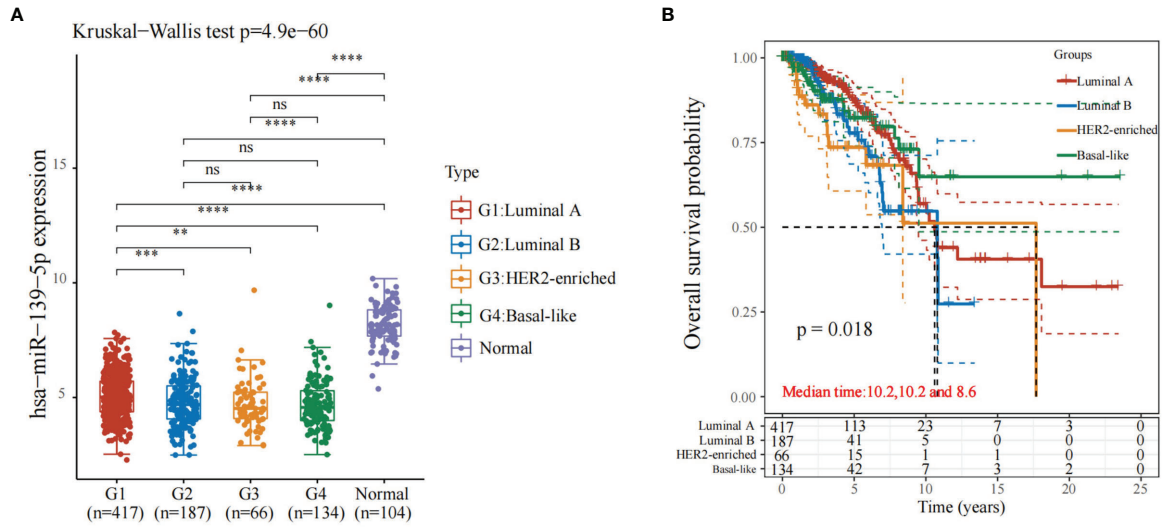 A
Kruskal−Wallis test p=4.9e−60
hsa−miR−139−5p expression
15
10
5
****
****
ns
****
****
ns
ns
****
****
****
**
***
G1
(n=417)
G2
(n=187)
G3
(n=66)
G4
(n=134)
Normal
(n=104)
Type
G1:Luminal A
G2:Luminal B
G3:HER2−enriched
G4:Basal−like
Normal
B
Overall survival probability
1.00
0.75
0.50
0.25
0.00
Groups
Luminal A
Luminal B
HER2−enriched
Basal−like
p = 0.018
Median time:10.2,10.2 and 8.6
Luminal A 417 113 23 7 3 0
Luminal B 187 41 5 0 0 0
HER2−enriched 66 15 1 1 0 0
Basal−like 134 42 7 3 2 0
0 5 10 15 20 25
Time (years)